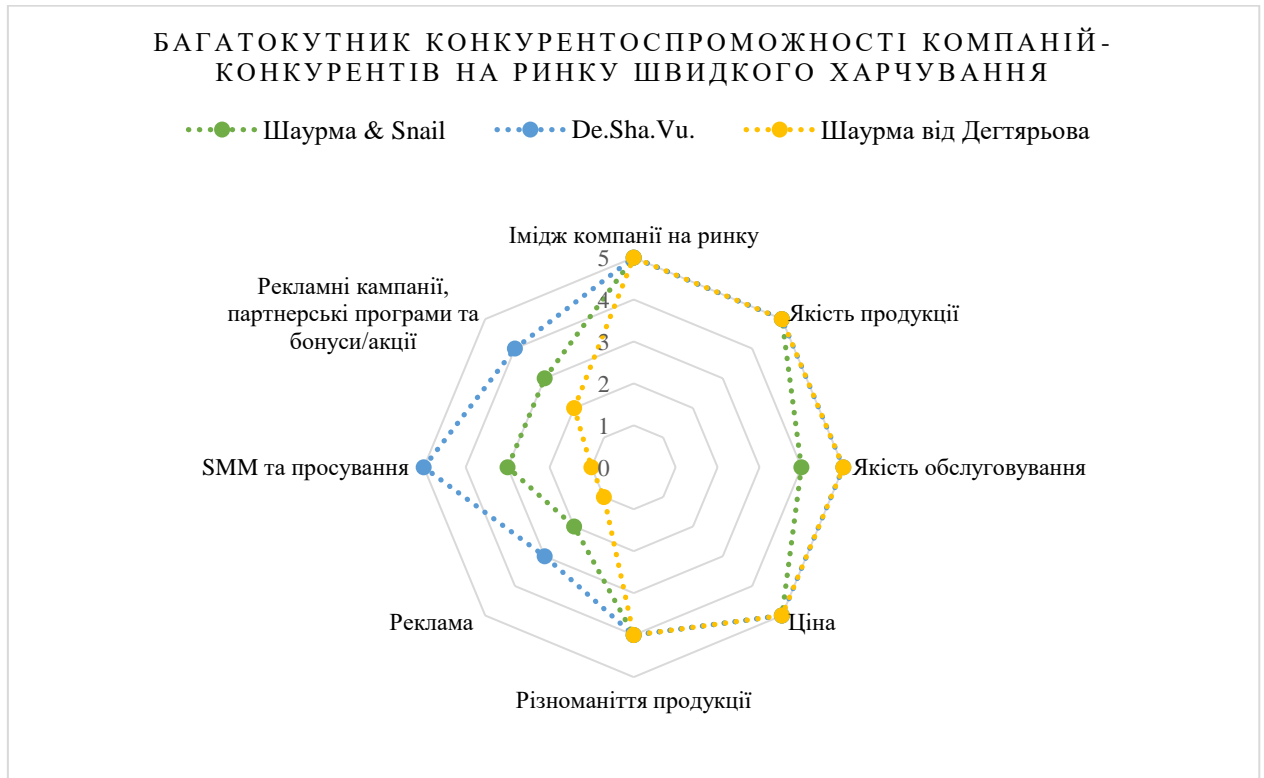 БАГАТОКУТНИК КОНКУРЕНТОСПРОМОЖНОСТІ КОМПАНІЙ-
КОНКУРЕНТІВ НА РИНКУ ШВИДКОГО ХАРЧУВАННЯ
Шаурма & Snail
De.Sha.Vu.
Шаурма від Дегтярьова
Імідж компанії на ринку
Якість продукції
Якість обслуговування
Ціна
Різноманіття продукції
Реклама
SMM та просування
Рекламні кампанії,
партнерські програми та
бонуси/акції
5
4
3
2
1
0